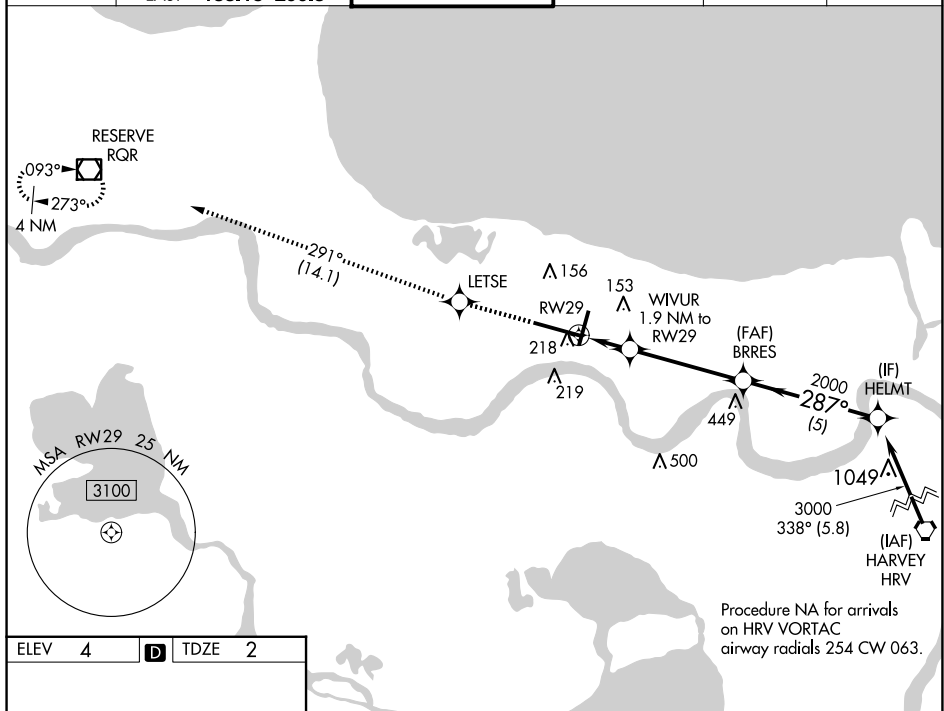 RESERVE
RQR
093°
273°
4 NM
291°
(14.1)
LETSE
156
153
RW29
WIVUR
1.9 NM to
RW29
218
219
(FAF)
BRRES
2000
287°
(5)
(IF)
HELMT
449
500
1049
3000
338° (5.8)
(IAF)
HARVEY
HRV
MSA RW29 25 NM
3100
Procedure NA for arrivals
on HRV VORTAC
airway radials 254 CW 063.
ELEV 4 D TDZE 2